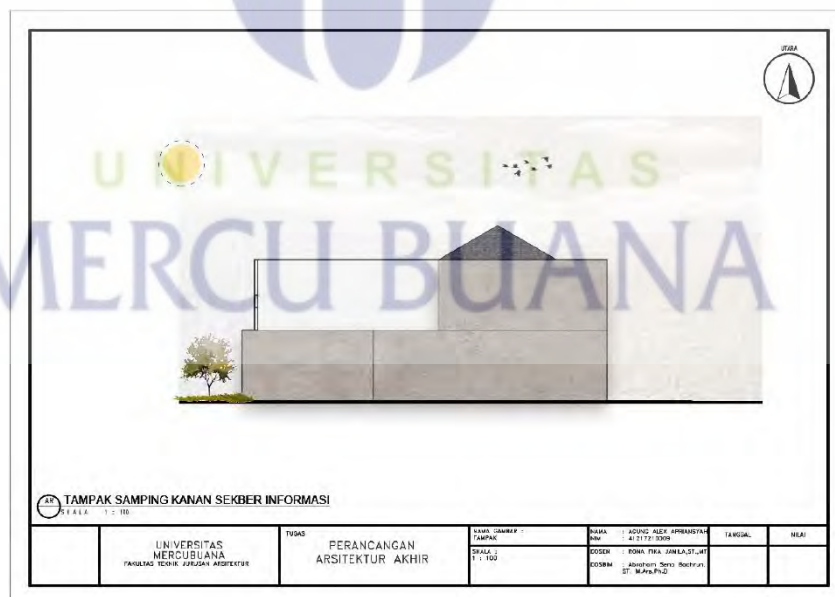 UTARA
UNIVERSITAS
MERCU BUANA
AR TAMPAK SAMPING KANAN SEKBER INFORMASI
SKALA 1 : 100
UNIVERSITAS
MERCUBUANA
FAKULTAS TEKNIK JURUSAN ARSITEKTUR
TUGAS
PERANCANGAN
ARSITEKTUR AKHIR
NAMA GAMBAR :
TAMPAK
SKALA :
1 : 100
NAMA : AGUNG ALEX APRIANSYAH
NIM : 41217210009
DOSEN : RONA FIKA JAMILA,ST.,MT
DOSBIM : Abraham Seno Bachrun,
ST. M.Ars,Ph.D
TANGGAL
NILAI